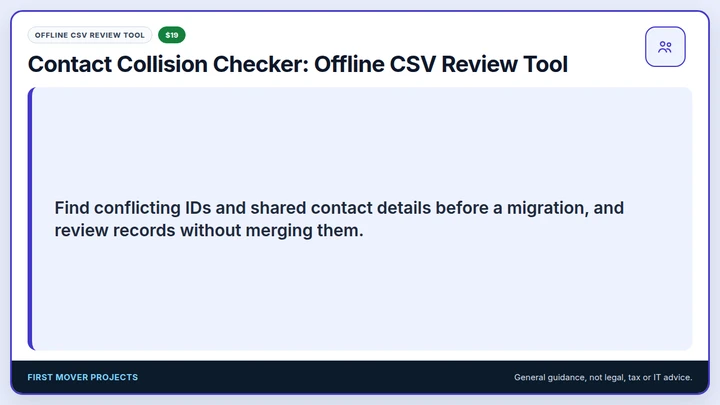 OFFLINE CSV REVIEW TOOL
$19
Contact Collision Checker: Offline CSV Review Tool
Find conflicting IDs and shared contact details before a migration, and
review records without merging them.
FIRST MOVER PROJECTS
General guidance, not legal, tax or IT advice.